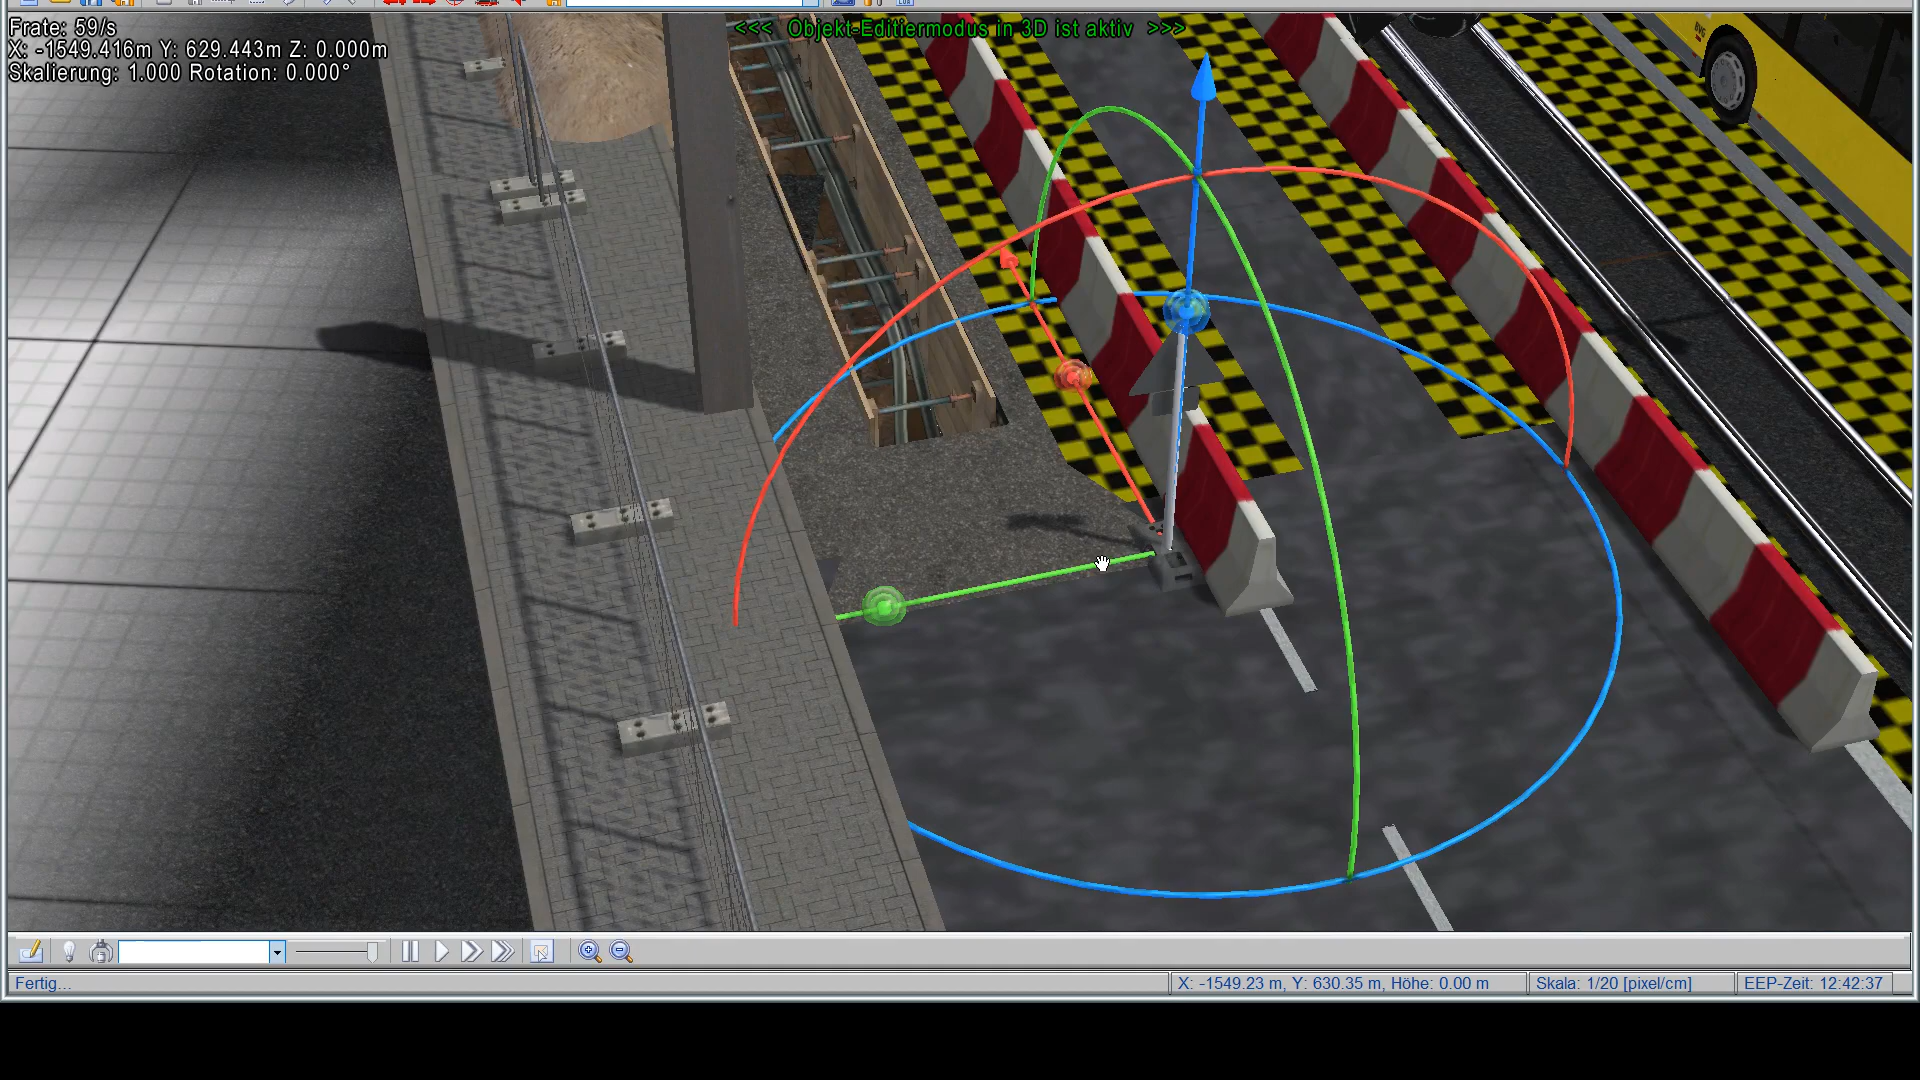 Frate: 59/s
X: -1549.416m Y: 629.443m Z: 0.000m
Skalierung: 1.000 Rotation: 0.000°
<<< Objekt-Editiermodus in 3D ist aktiv >>>
BVG
Fertig...
X: -1549.23 m, Y: 630.35 m, Höhe: 0.00 m
Skala: 1/20 [pixel/cm]
EEP-Zeit: 12:42:37